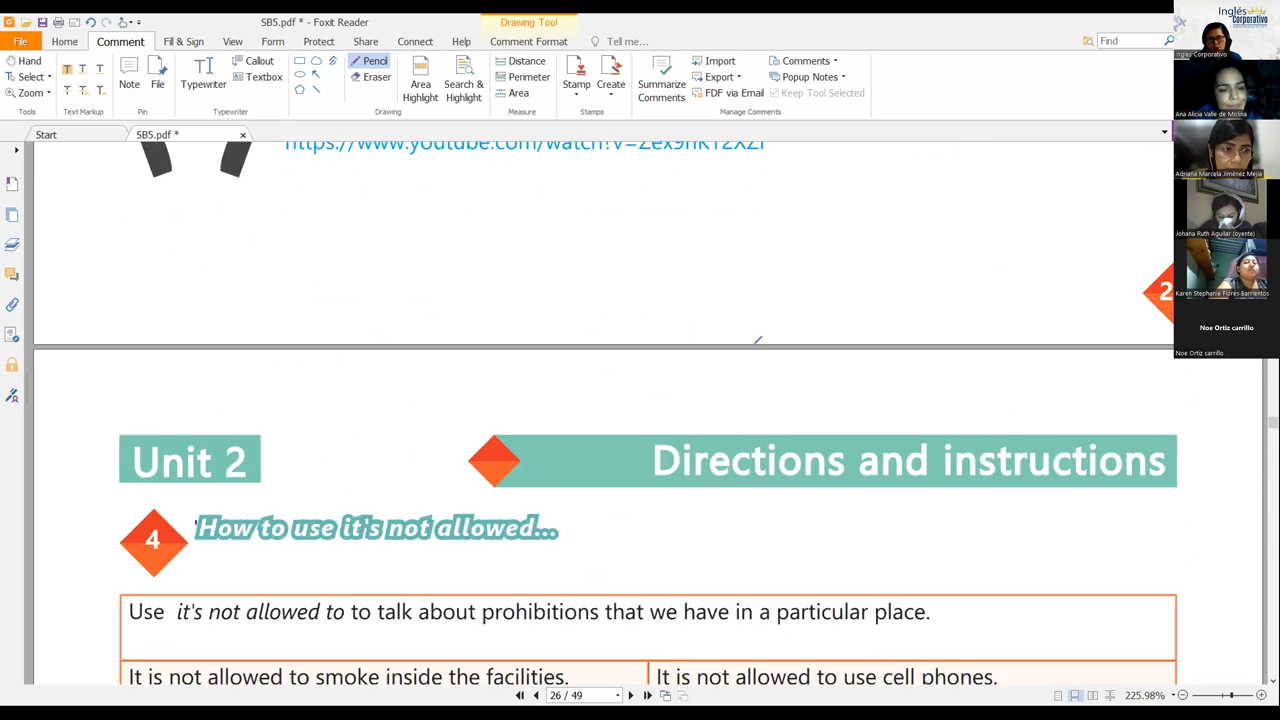 SB5.pdf * - Foxit Reader
Drawing Tool
File
Home
Comment
Fill & Sign
View
Form
Protect
Share
Connect
Help
Comment Format
Tell me...
Find
Hand
Select
Zoom
Tools
Text Markup
Note
File
Pin
Typewriter
Callout
Textbox
Typewriter
Pencil
Eraser
Area Highlight
Search & Highlight
Drawing
Distance
Perimeter
Area
Measure
Stamp
Create
Stamps
Summarize Comments
Import
Export
FDF via Email
Comments
Popup Notes
Keep Tool Selected
Manage Comments
Start
SB5.pdf *
Unit 2
Directions and instructions
4
How to use it's not allowed...
Use it's not allowed to to talk about prohibitions that we have in a particular place.
It is not allowed to smoke inside the facilities.
It is not allowed to use cell phones.
2
26 / 49
225.98%
Inglés Corporativo
Inglés Corporativo
Ana Alicia Valle de Molina
Adriana Marcela Jiménez Mejía
Johana Ruth Aguilar (oyente)
Karen Stephanie Flores Barrientos
Noe Ortiz carrillo
Noe Ortiz carrillo